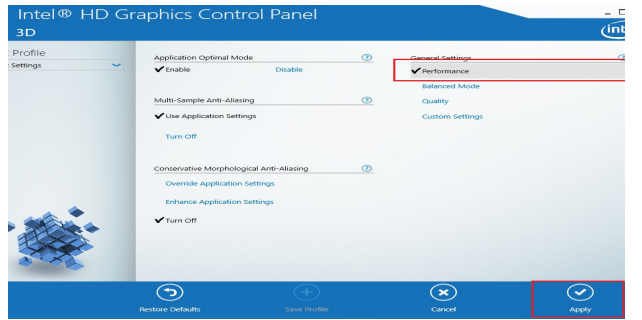 Intel® HD Graphics Control Panel
3D
Profile
Settings
Application Optimal Mode
Enable Disable
Multi-Sample Anti-Aliasing
Use Application Settings
Turn Off
Conservative Morphological Anti-Aliasing
Override Application Settings
Enhance Application Settings
Turn Off
General Settings
Performance
Balanced Mode
Quality
Custom Settings
Restore Defaults
Save Profile
Cancel
Apply